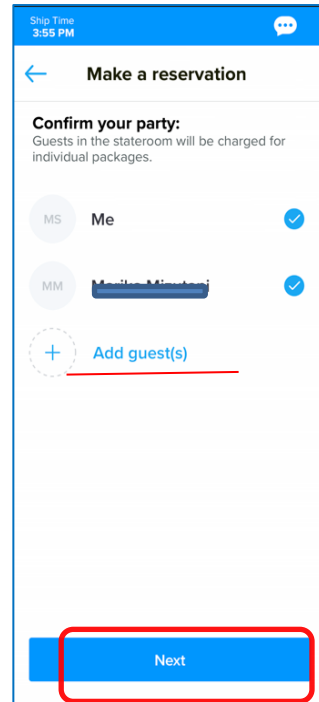 Ship Time
3:55 PM
Make a reservation
Confirm your party:
Guests in the stateroom will be charged for
individual packages.
MS
Me
MM
Add guest(s)
Next